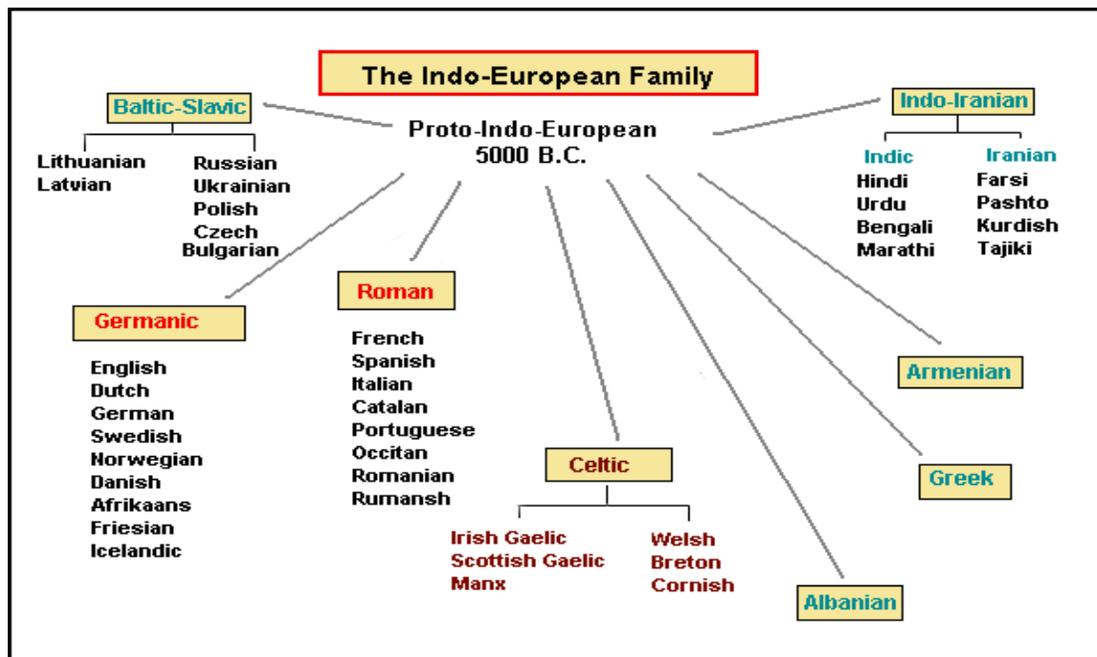 The Indo-European Family
Proto-Indo-European
5000 B.C.
Baltic-Slavic
Lithuanian
Latvian
Russian
Ukrainian
Polish
Czech
Bulgarian
Indo-Iranian
Indic
Hindi
Urdu
Bengali
Marathi
Iranian
Farsi
Pashto
Kurdish
Tajiki
Germanic
English
Dutch
German
Swedish
Norwegian
Danish
Afrikaans
Friesian
Icelandic
Roman
French
Spanish
Italian
Catalan
Portuguese
Occitan
Romanian
Rumansh
Celtic
Irish Gaelic
Scottish Gaelic
Manx
Welsh
Breton
Cornish
Armenian
Greek
Albanian